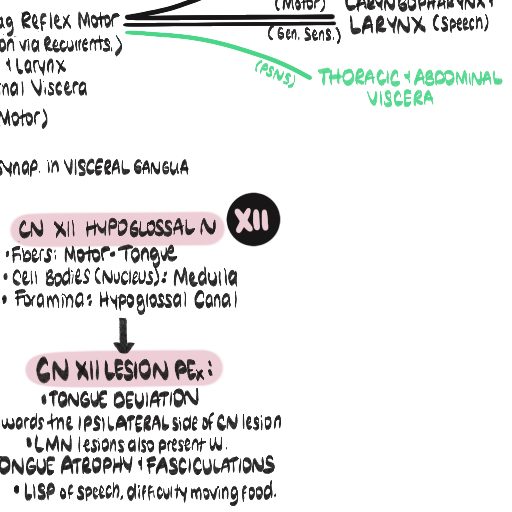 (Motor) LARYNGOPHARYNX &
ag Reflex Motor
(Gen. Sens.) LARYNX (Speech)
on via Recurrents.)
& Larynx
(PSNS) THORACIC & ABDOMINAL
VISCERA
nal Viscera
Motor)
synap. in VISCERAL GANGLIA
CN XII HYPOGLOSSAL N XII
• Fibers: Motor - Tongue
• Cell Bodies (Nucleus): Medulla
• Foramina: Hypoglossal Canal
CN XII LESION PEx:
• TONGUE DEVIATION
wards the IPSILATERAL side of CN lesion
• LMN lesions also present w.
ONGUE ATROPHY & FASCICULATIONS
• LISP of speech, difficulty moving food.